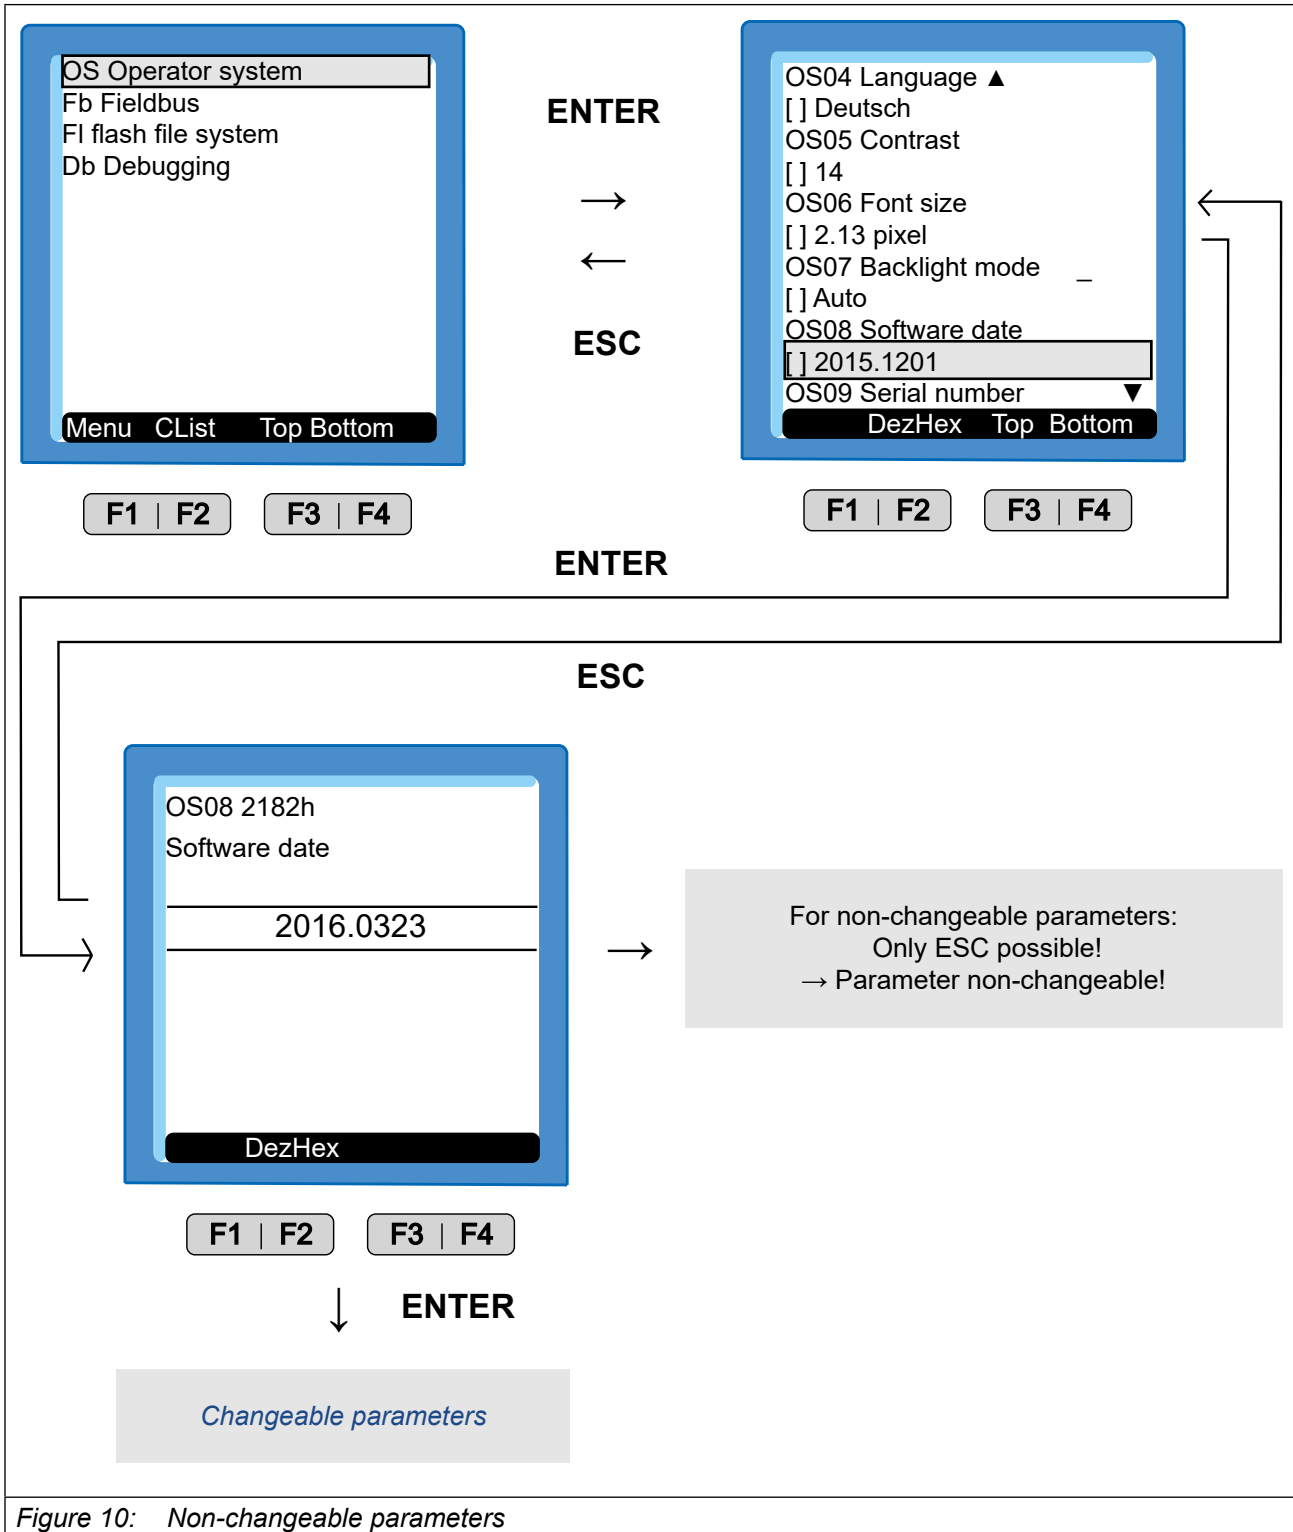 OS Operator system
Fb Fieldbus
Fl flash file system
Db Debugging
Menu CList Top Bottom
F1 | F2 F3 | F4
ENTER
→
←
ESC
OS04 Language ▲
[ ] Deutsch
OS05 Contrast
[ ] 14
OS06 Font size
[ ] 2.13 pixel
OS07 Backlight mode _
[ ] Auto
OS08 Software date
[ ] 2015.1201
OS09 Serial number ▼
DezHex Top Bottom
F1 | F2 F3 | F4
ENTER
ESC
OS08 2182h
Software date
2016.0323
DezHex
F1 | F2 F3 | F4
→
For non-changeable parameters:
Only ESC possible!
→ Parameter non-changeable!
↓ ENTER
Changeable parameters
Figure 10: Non-changeable parameters